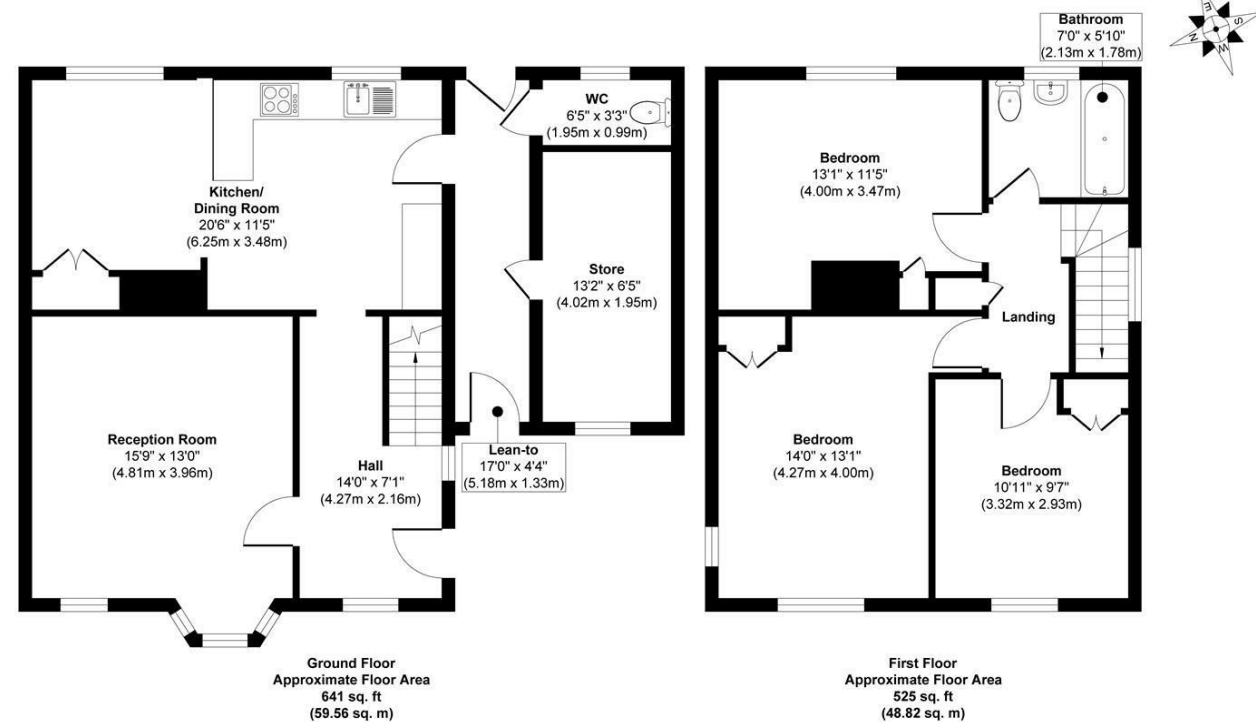 Bathroom
7'0" x 5'10"
(2.13m x 1.78m)
N
E
S
W
WC
6'5" x 3'3"
(1.95m x 0.99m)
Kitchen/
Dining Room
20'6" x 11'5"
(6.25m x 3.48m)
Store
13'2" x 6'5"
(4.02m x 1.95m)
Reception Room
15'9" x 13'0"
(4.81m x 3.96m)
Hall
14'0" x 7'1"
(4.27m x 2.16m)
Lean-to
17'0" x 4'4"
(5.18m x 1.33m)
Bedroom
13'1" x 11'5"
(4.00m x 3.47m)
Landing
Bedroom
14'0" x 13'1"
(4.27m x 4.00m)
Bedroom
10'11" x 9'7"
(3.32m x 2.93m)
Ground Floor
Approximate Floor Area
641 sq. ft
(59.56 sq. m)
First Floor
Approximate Floor Area
525 sq. ft
(48.82 sq. m)